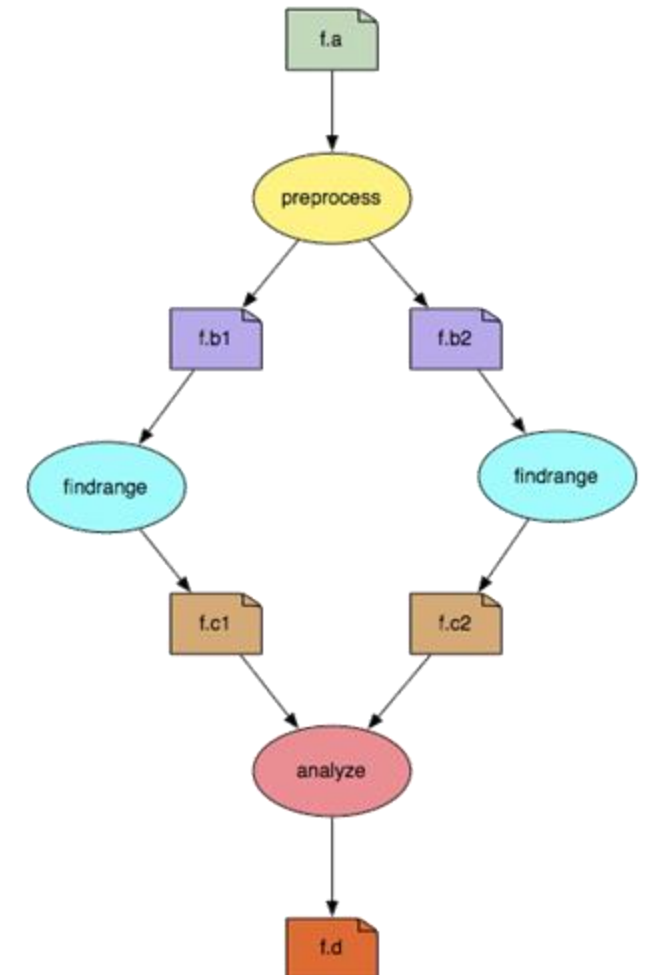 f.a
preprocess
f.b1
f.b2
findrange
findrange
f.c1
f.c2
analyze
f.d